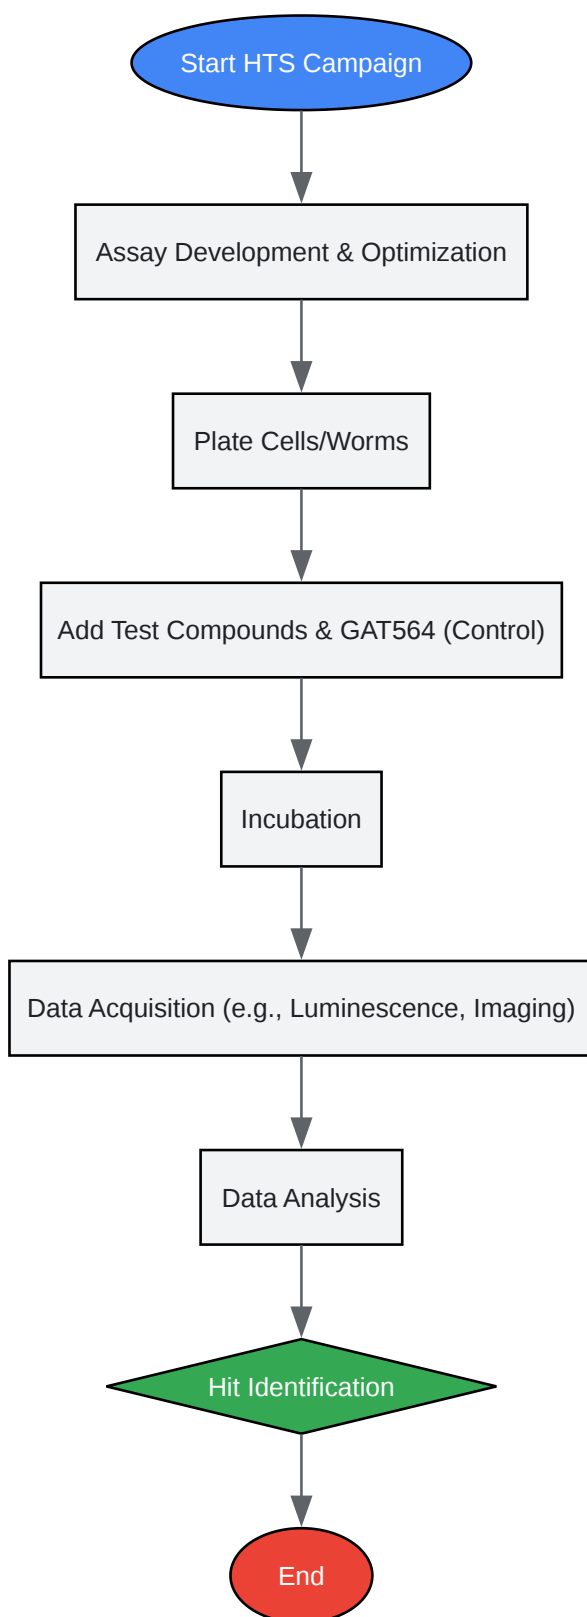 Start HTS Campaign
Assay Development & Optimization
Plate Cells/Worms
Add Test Compounds & GAT564 (Control)
Incubation
Data Acquisition (e.g., Luminescence, Imaging)
Data Analysis
Hit Identification
End